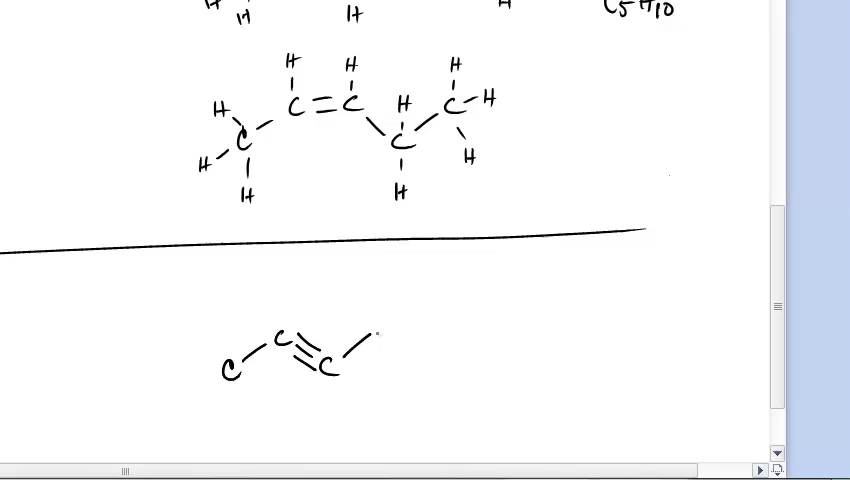 H H H H C5H10
H H H
H C = C H C H
C C
H H H
H H
C
C ≡ C